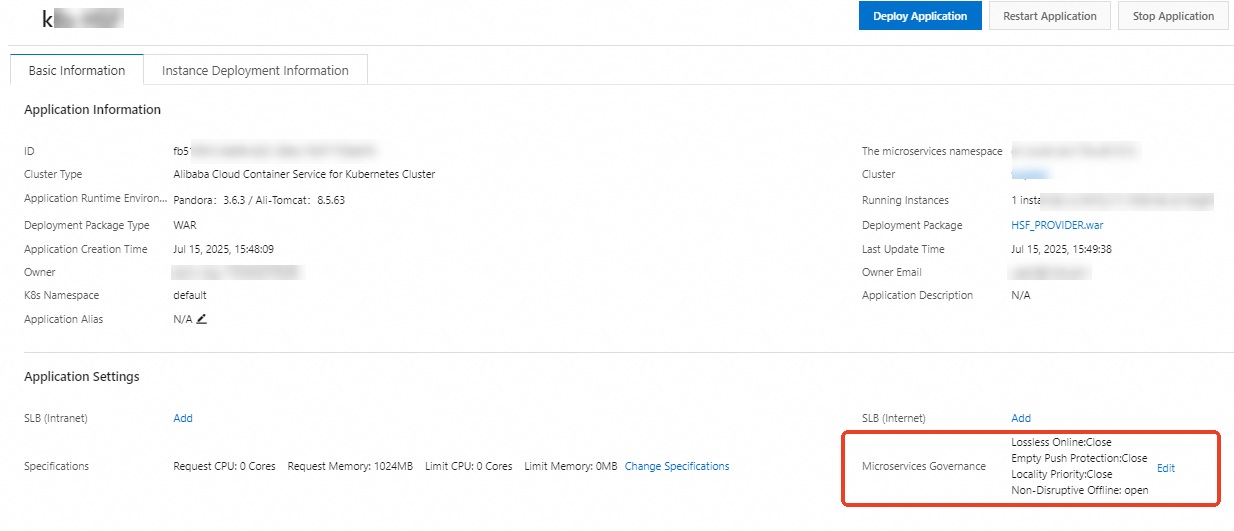 Deploy Application
Restart Application
Stop Application
Basic Information
Instance Deployment Information
Application Information
ID
The microservices namespace
Cluster Type Alibaba Cloud Container Service for Kubernetes Cluster
Cluster
Application Runtime Environ... Pandora: 3.6.3 / Ali-Tomcat: 8.5.63
Running Instances 1
Deployment Package Type WAR
Deployment Package HSF_PROVIDER.war
Application Creation Time Jul 15, 2025, 15:48:09
Last Update Time Jul 15, 2025, 15:49:38
Owner
Owner Email
K8s Namespace default
Application Description N/A
Application Alias N/A
Application Settings
SLB (Intranet) Add
SLB (Internet) Add
Specifications Request CPU: 0 Cores Request Memory: 1024MB Limit CPU: 0 Cores Limit Memory: 0MB Change Specifications
Microservices Governance
Lossless Online:Close
Empty Push Protection:Close
Locality Priority:Close
Non-Disruptive Offline: open
Edit